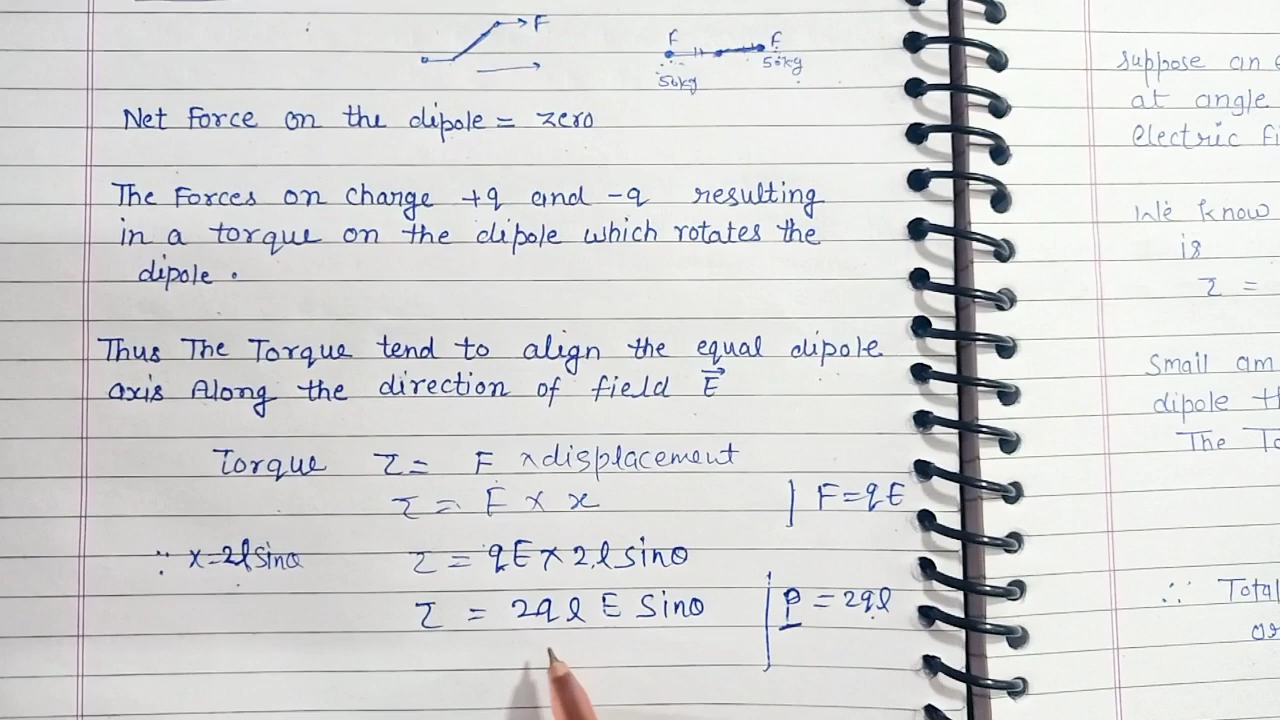 F
F F
50kg 50kg
Net Force on the dipole = zero
The Forces on change +q and -q resulting
in a torque on the dipole which rotates the
dipole .
Thus The Torque tend to align the equal dipole
axis Along the direction of field E⃗
Torque τ = F × displacement
τ = F × x | F = qE
∵ x = 2l sinθ τ = qE × 2l sinθ
τ = 2ql E Sinθ | P = 2ql
suppose an
at angle
electric
We know
is
τ =
Small am
dipole
The
∴ Total
or